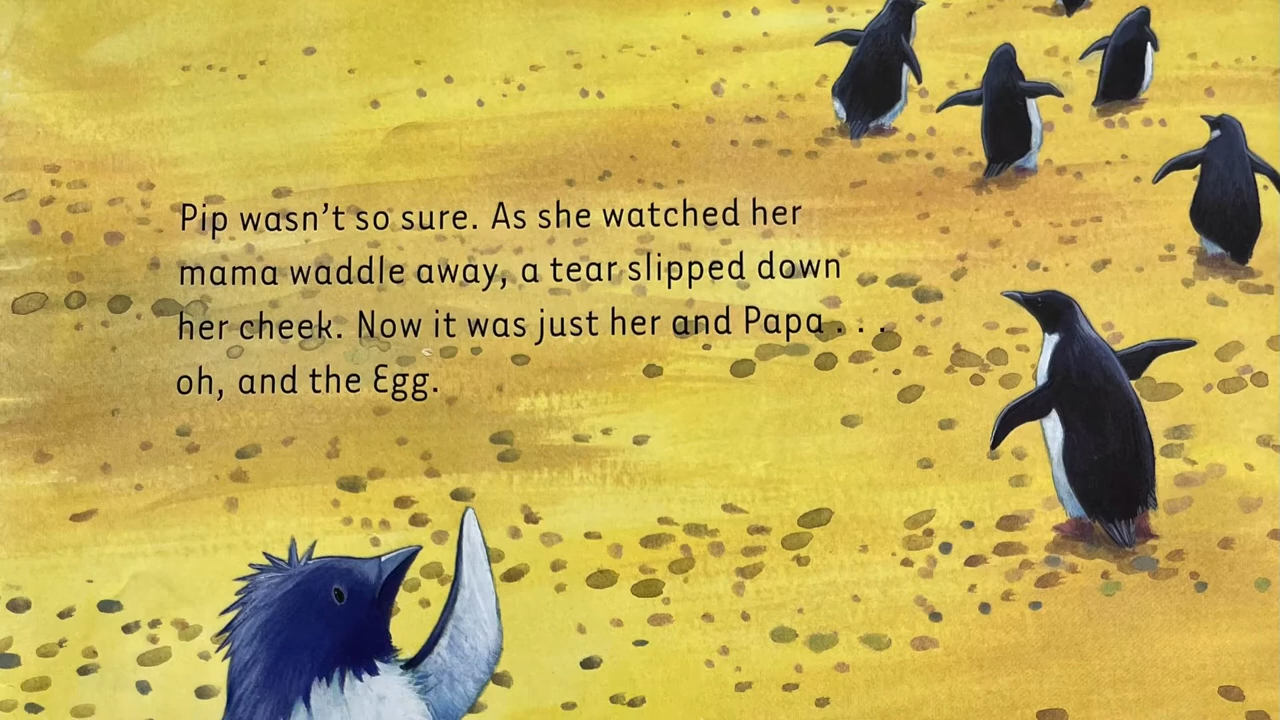 Pip wasn't so sure. As she watched her
mama waddle away, a tear slipped down
her cheek. Now it was just her and Papa . . .
oh, and the Egg.